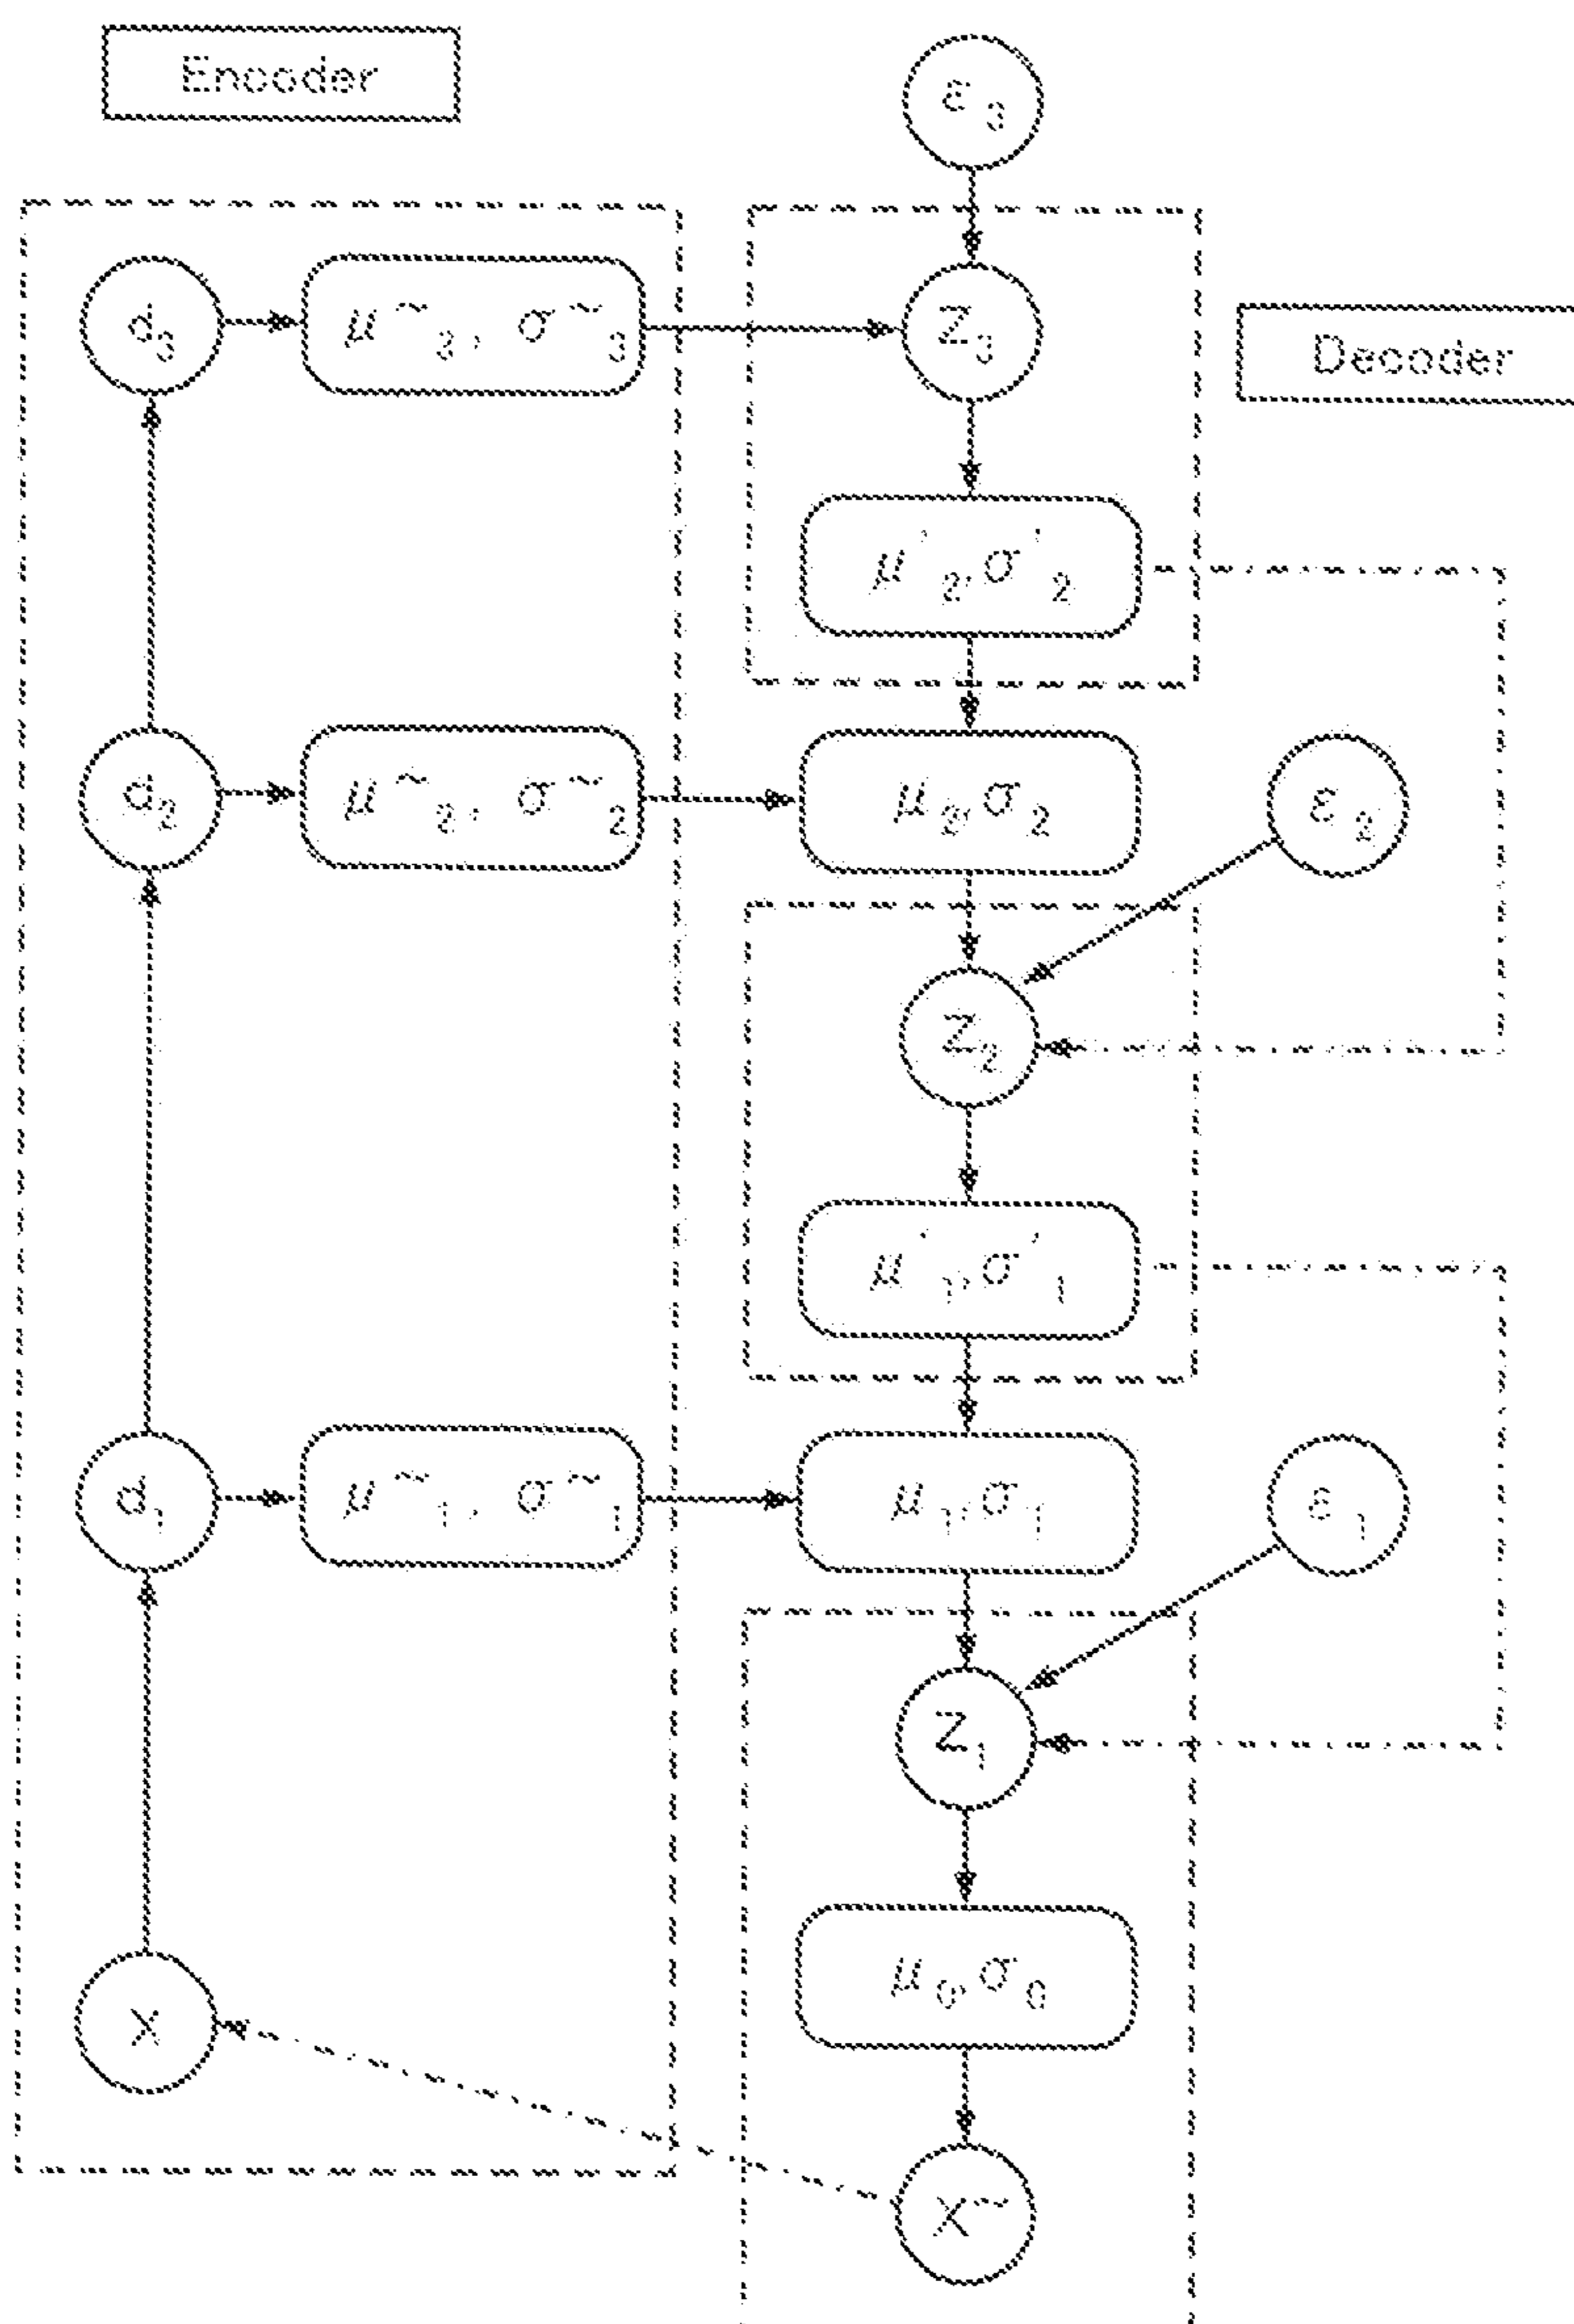 Encoder
ε3
d3
μ~3, σ~3
Z3
Decoder
μ'2,σ'2
d2
μ~2, σ~2
μ2,σ2
ε2
Z2
μ'1,σ'1
d1
μ~1, σ~1
μ1,σ1
ε1
Z1
μ0,σ0
X
X~